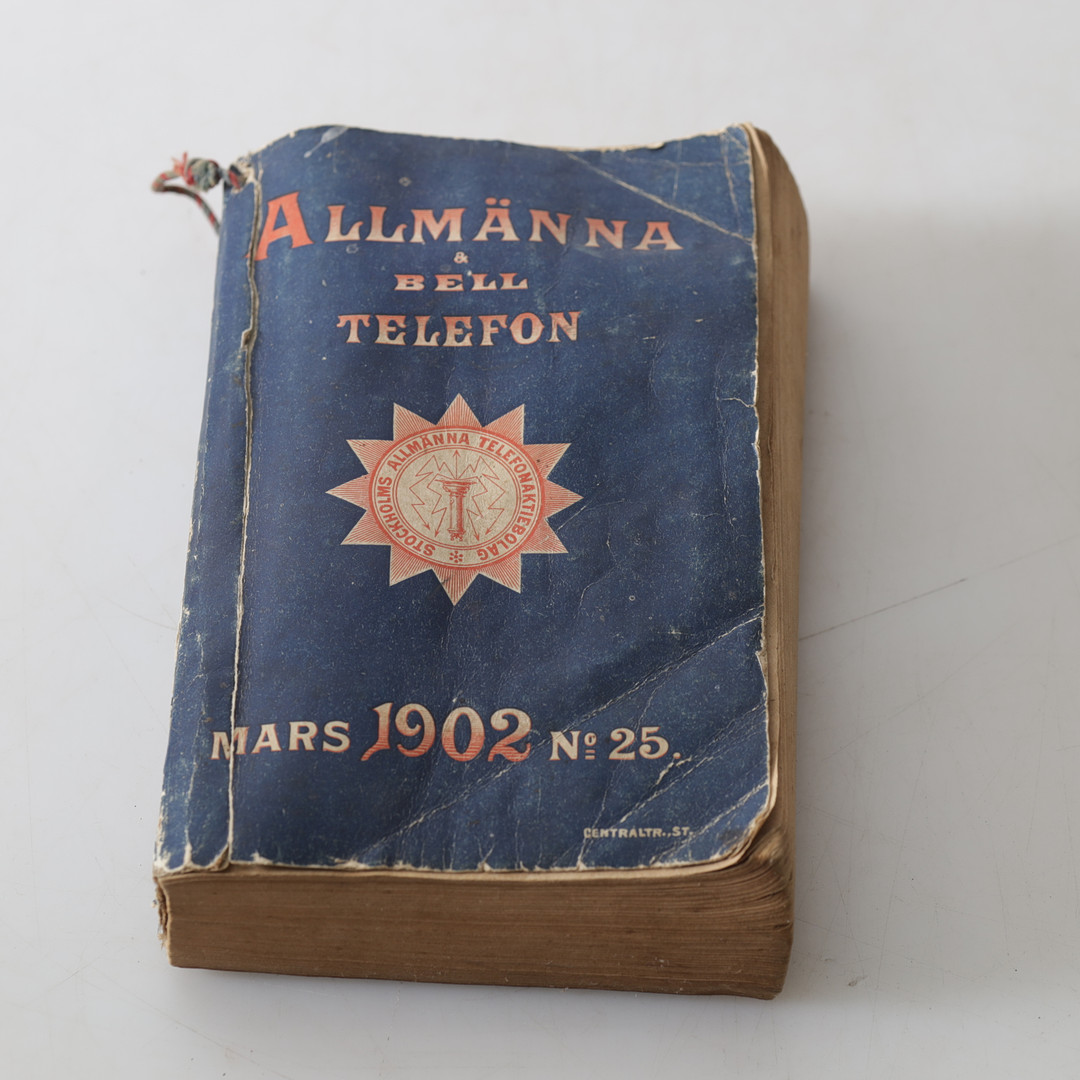 ALLMÄNNA
&
BELL
TELEFON
STOCKHOLMS ALLMÄNNA TELEFONAKTIEBOLAG
MARS 1902 Nº 25.
CENTRALTR., ST.